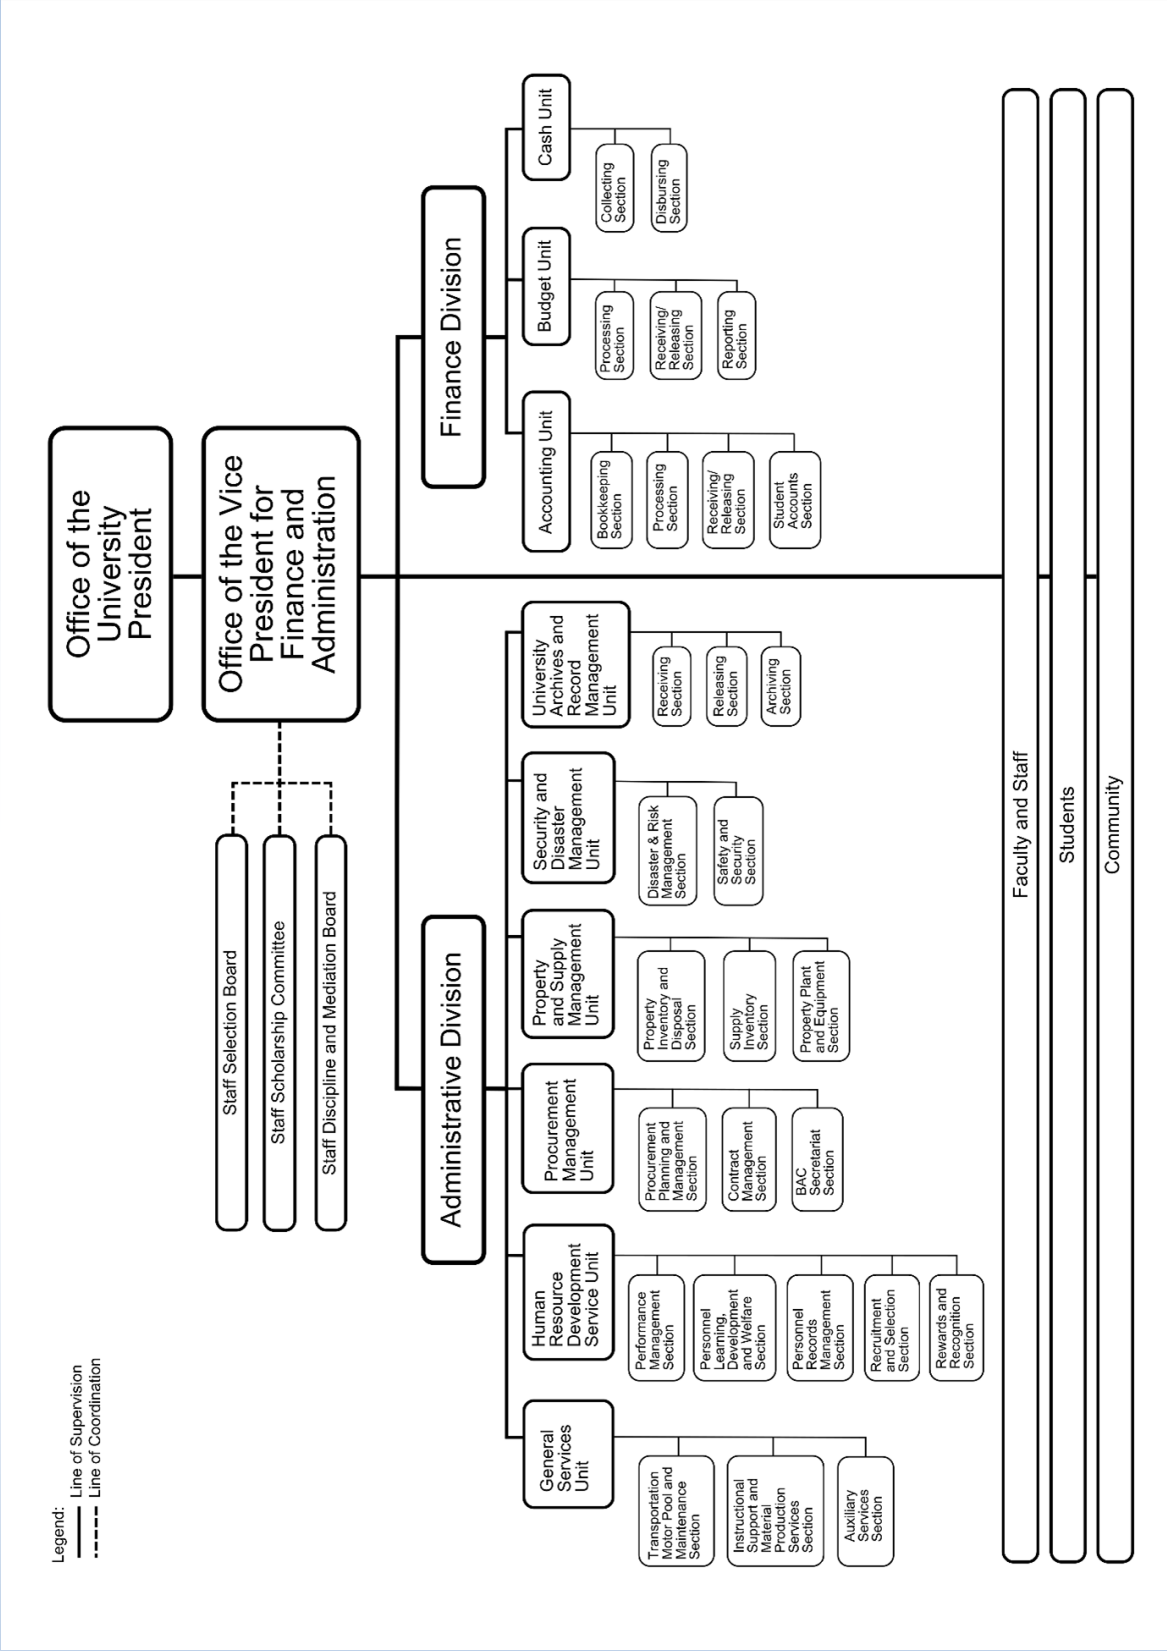 Legend:
Line of Supervision
Line of Coordination
Office of the
University
President
Office of the Vice
President for
Finance and
Administration
Staff Selection Board
Staff Scholarship Committee
Staff Discipline and Mediation Board
Administrative Division
Finance Division
General
Services
Unit
Transportation
Motor Pool and
Maintenance
Section
Instructional
Support and
Material
Production
Services
Section
Auxiliary
Services
Section
Human
Resource
Development
Service Unit
Performance
Management
Section
Personnel
Learning,
Development
and Welfare
Section
Personnel
Records
Management
Section
Recruitment
and Selection
Section
Rewards and
Recognition
Section
Procurement
Management
Unit
Procurement
Planning and
Management
Section
Contract
Management
Section
BAC
Secretariat
Section
Property
and Supply
Management
Unit
Property
Inventory and
Disposal
Section
Supply
Inventory
Section
Property Plant
and Equipment
Section
Security and
Disaster
Management
Unit
Disaster & Risk
Management
Section
Safety and
Security
Section
University
Archives and
Record
Management
Unit
Receiving
Section
Releasing
Section
Archiving
Section
Accounting Unit
Bookkeeping
Section
Processing
Section
Receiving/
Releasing
Section
Student
Accounts
Section
Budget Unit
Processing
Section
Receiving/
Releasing
Section
Reporting
Section
Cash Unit
Collecting
Section
Disbursing
Section
Faculty and Staff
Students
Community